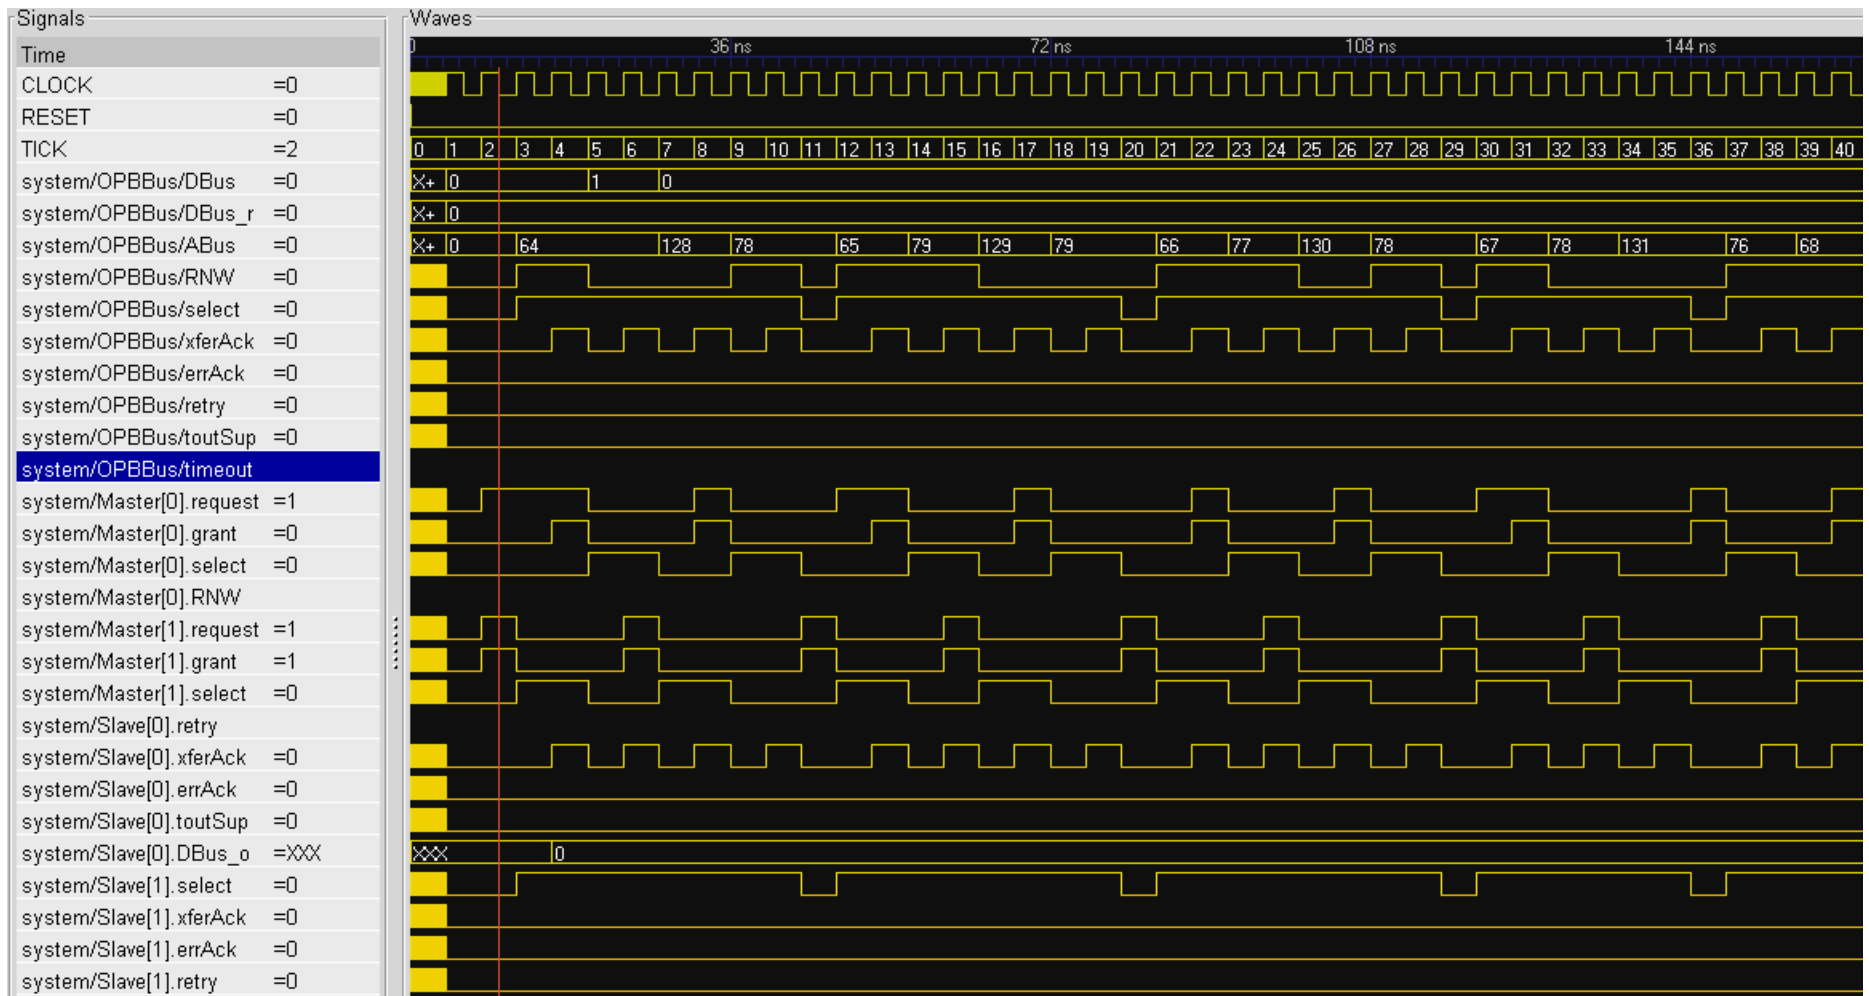 Signals Waves
Time 0 36 ns 72 ns 108 ns 144 ns
CLOCK =0
RESET =0
TICK =2 0 1 2 3 4 5 6 7 8 9 10 11 12 13 14 15 16 17 18 19 20 21 22 23 24 25 26 27 28 29 30 31 32 33 34 35 36 37 38 39 40
system/OPBBus/DBus =0 X+ 0 1 0
system/OPBBus/DBus_r =0 X+ 0
system/OPBBus/ABus =0 X+ 0 64 128 78 65 79 129 79 66 77 130 78 67 78 131 76 68
system/OPBBus/RNW =0
system/OPBBus/select =0
system/OPBBus/xferAck =0
system/OPBBus/errAck =0
system/OPBBus/retry =0
system/OPBBus/toutSup =0
system/OPBBus/timeout
system/Master[0].request =1
system/Master[0].grant =0
system/Master[0].select =0
system/Master[0].RNW
system/Master[1].request =1
system/Master[1].grant =1
system/Master[1].select =0
system/Slave[0].retry
system/Slave[0].xferAck =0
system/Slave[0].errAck =0
system/Slave[0].toutSup =0
system/Slave[0].DBus_o =XXX XXX 0
system/Slave[1].select =0
system/Slave[1].xferAck =0
system/Slave[1].errAck =0
system/Slave[1].retry =0